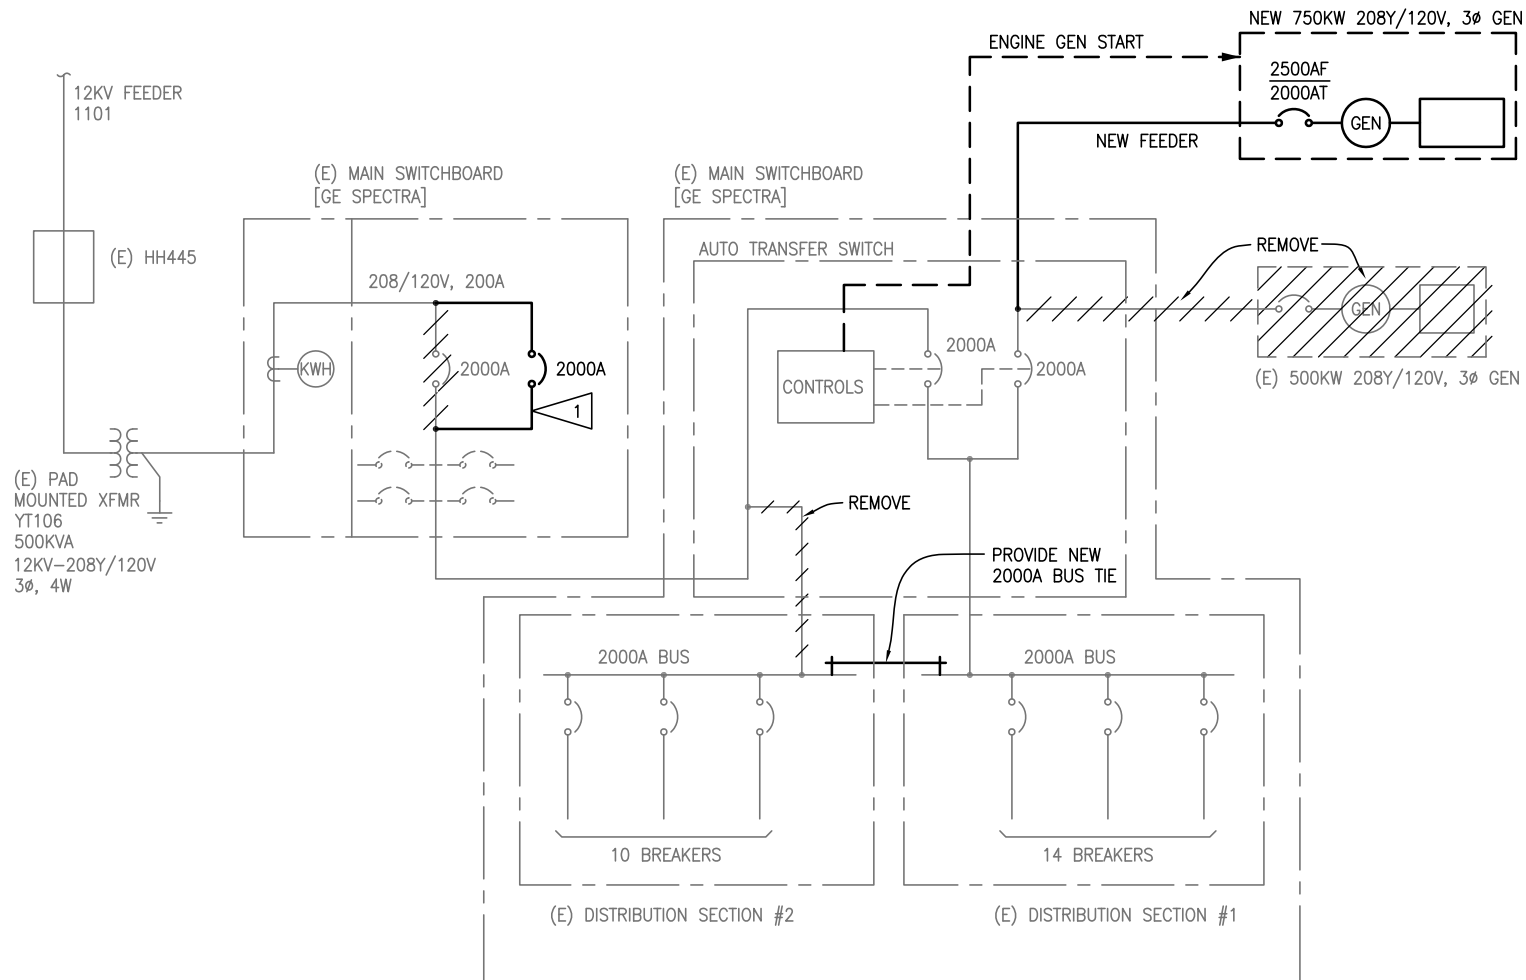 NEW 750KW 208Y/120V, 3ø GEN
ENGINE GEN START
2500AF
2000AT
GEN
NEW FEEDER
12KV FEEDER
1101
(E) MAIN SWITCHBOARD
[GE SPECTRA]
(E) MAIN SWITCHBOARD
[GE SPECTRA]
(E) HH445
AUTO TRANSFER SWITCH
REMOVE
208/120V, 200A
GEN
KWH
2000A
2000A
2000A
2000A
CONTROLS
(E) 500KW 208Y/120V, 3ø GEN
1
(E) PAD
MOUNTED XFMR
YT106
500KVA
12KV-208Y/120V
3ø, 4W
REMOVE
PROVIDE NEW
2000A BUS TIE
2000A BUS
2000A BUS
10 BREAKERS
14 BREAKERS
(E) DISTRIBUTION SECTION #2
(E) DISTRIBUTION SECTION #1